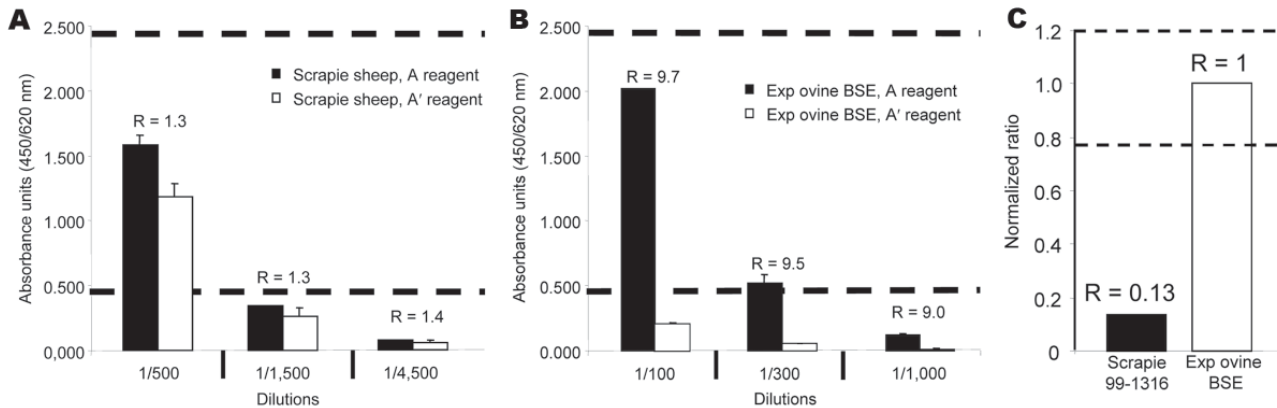 A
Absorbance units (450/620 nm)
2.500
2.000
1.500
1.000
0.500
0,000
Scrapie sheep, A reagent
Scrapie sheep, A′ reagent
R = 1.3
R = 1.3
R = 1.4
1/500
1/1,500
1/4,500
Dilutions
B
Absorbance units (450/620 nm)
2.500
2.000
1.500
1.000
0.500
0.000
R = 9.7
Exp ovine BSE, A reagent
Exp ovine BSE, A′ reagent
R = 9.5
R = 9.0
1/100
1/300
1/1,000
Dilutions
C
Normalized ratio
1.2
1.0
0.8
0.6
0.4
0.2
0
R = 1
R = 0.13
Scrapie
99-1316
Exp ovine
BSE